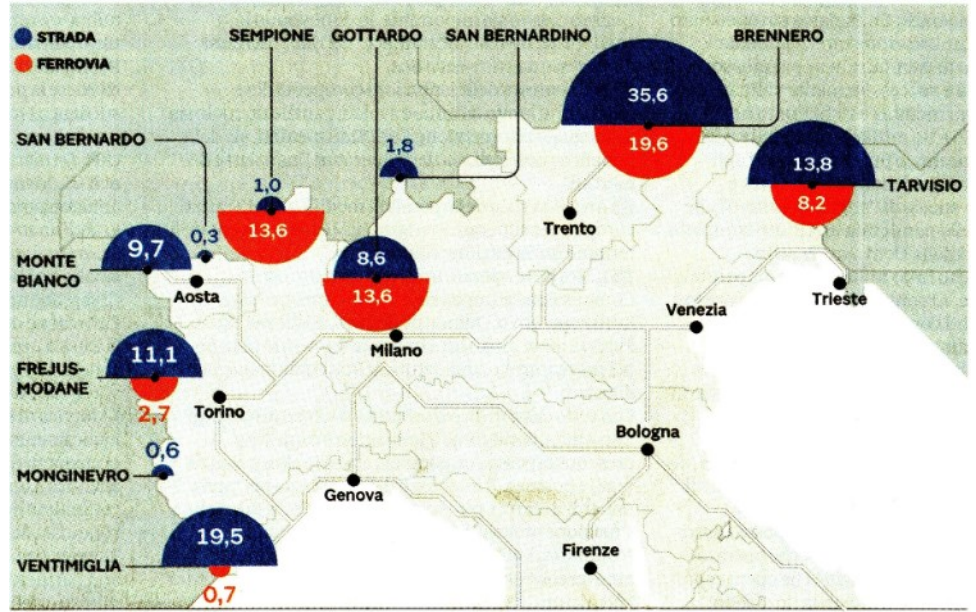 STRADA
FERROVIA
SEMPIONE
GOTTARDO
SAN BERNARDINO
BRENNERO
35,6
19,6
SAN BERNARDO
1,8
13,8
8,2
TARVISIO
1,0
13,6
Trento
0,3
9,7
MONTE
BIANCO
Aosta
8,6
13,6
Trieste
Venezia
Milano
11,1
FREJUS-
MODANE
2,7
Torino
Bologna
0,6
MONGINEVRO
Genova
19,5
VENTIMIGLIA
0,7
Firenze